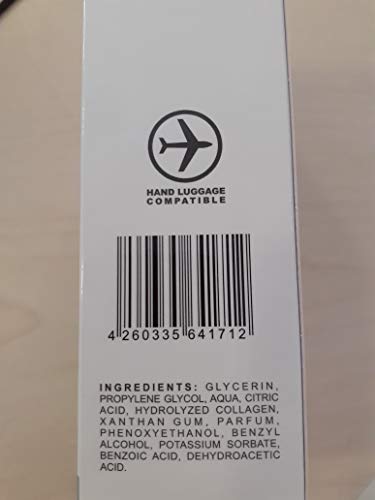 HAND LUGGAGE
COMPATIBLE
4 260335 641712
INGREDIENTS: GLYCERIN,
PROPYLENE GLYCOL, AQUA, CITRIC
ACID, HYDROLYZED COLLAGEN,
XANTHAN GUM, PARFUM,
PHENOXYETHANOL, BENZYL
ALCOHOL, POTASSIUM SORBATE,
BENZOIC ACID, DEHYDROACETIC
ACID.